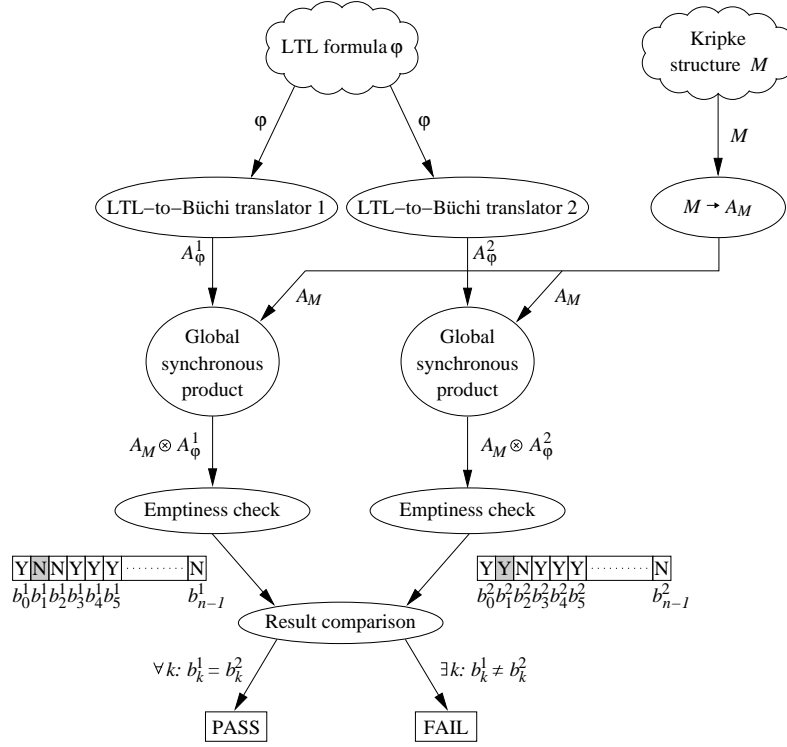 LTL formula φ
Kripke
structure M
φ
φ
M
LTL−to−Büchi translator 1
LTL−to−Büchi translator 2
M → A_M
A_φ^1
A_φ^2
A_M
A_M
Global
synchronous
product
Global
synchronous
product
A_M ⊗ A_φ^1
A_M ⊗ A_φ^2
Emptiness check
Emptiness check
Y N N Y Y Y .......... N
b_0^1 b_1^1 b_2^1 b_3^1 b_4^1 b_5^1 b_{n-1}^1
Y Y N Y Y Y .......... N
b_0^2 b_1^2 b_2^2 b_3^2 b_4^2 b_5^2 b_{n-1}^2
Result comparison
∀k: b_k^1 = b_k^2
∃k: b_k^1 ≠ b_k^2
PASS
FAIL